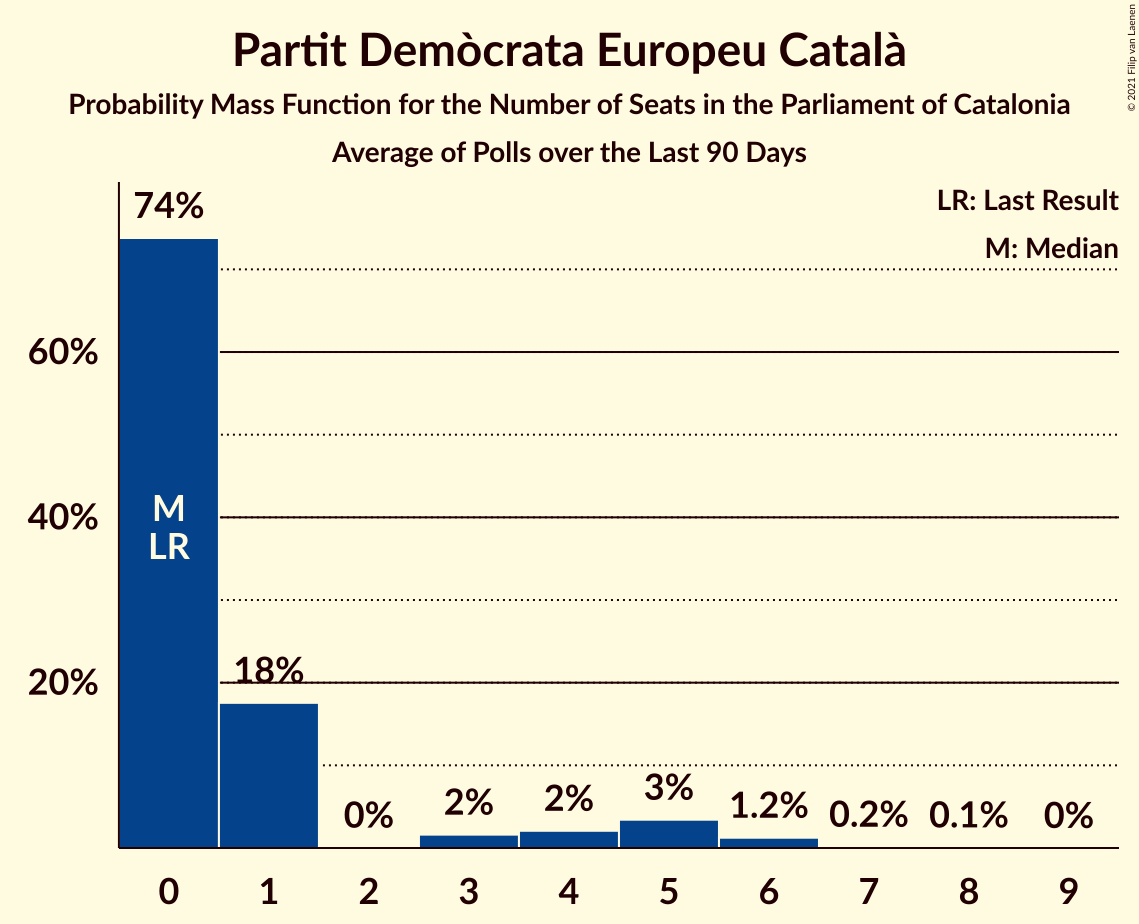 Partit Demòcrata Europeu Català
Probability Mass Function for the Number of Seats in the Parliament of Catalonia
Average of Polls over the Last 90 Days
© 2021 Filip van Laenen
LR: Last Result
M: Median
74%
60%
40%
20%
M
LR
18%
0%
2%
2%
3%
1.2%
0.2%
0.1%
0%
0 1 2 3 4 5 6 7 8 9